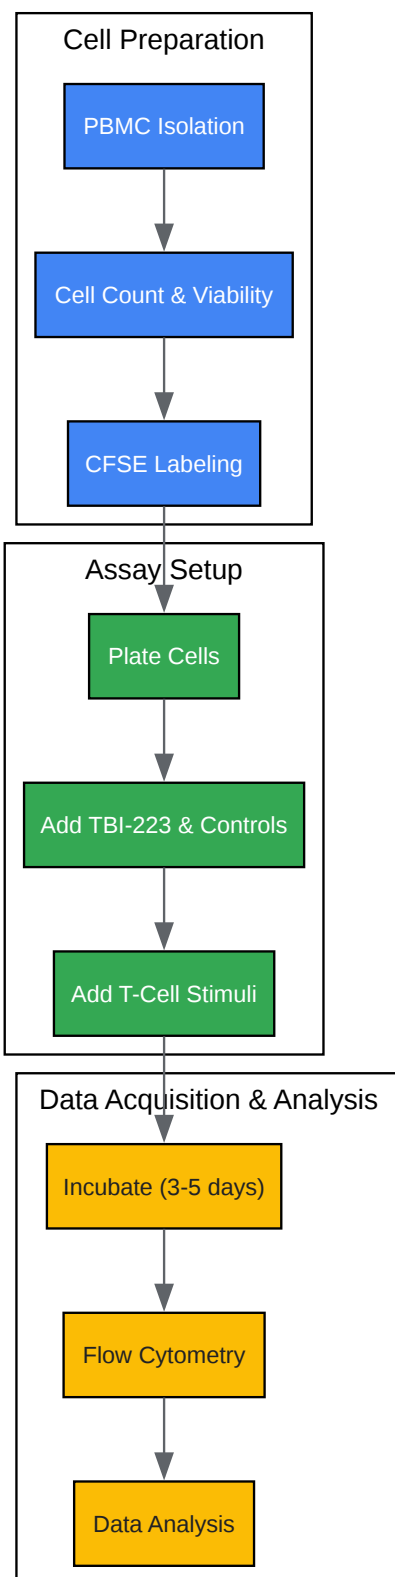 Cell Preparation
PBMC Isolation
Cell Count & Viability
CFSE Labeling
Assay Setup
Plate Cells
Add TBI-223 & Controls
Add T-Cell Stimuli
Data Acquisition & Analysis
Incubate (3-5 days)
Flow Cytometry
Data Analysis